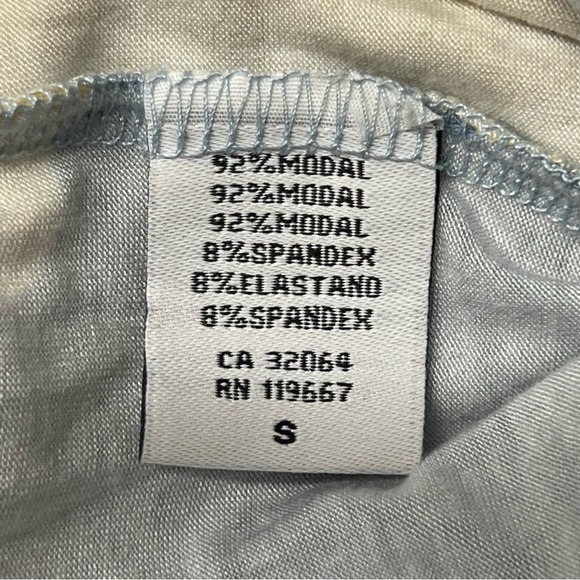 92%MODAL
92%MODAL
92%MODAL
8%SPANDEX
8%ELASTANO
8%SPANDEX
CA 32064
RN 119667
S